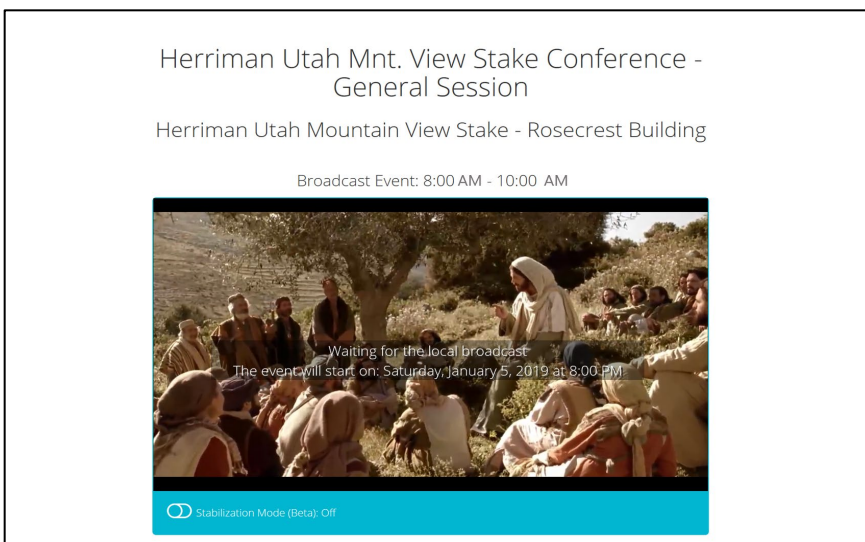 Herriman Utah Mnt. View Stake Conference -
General Session
Herriman Utah Mountain View Stake - Rosecrest Building
Broadcast Event: 8:00 AM - 10:00 AM
Waiting for the local broadcast
The event will start on: Saturday, January 5, 2019 at 8:00 PM
Stabilization Mode (Beta): Off